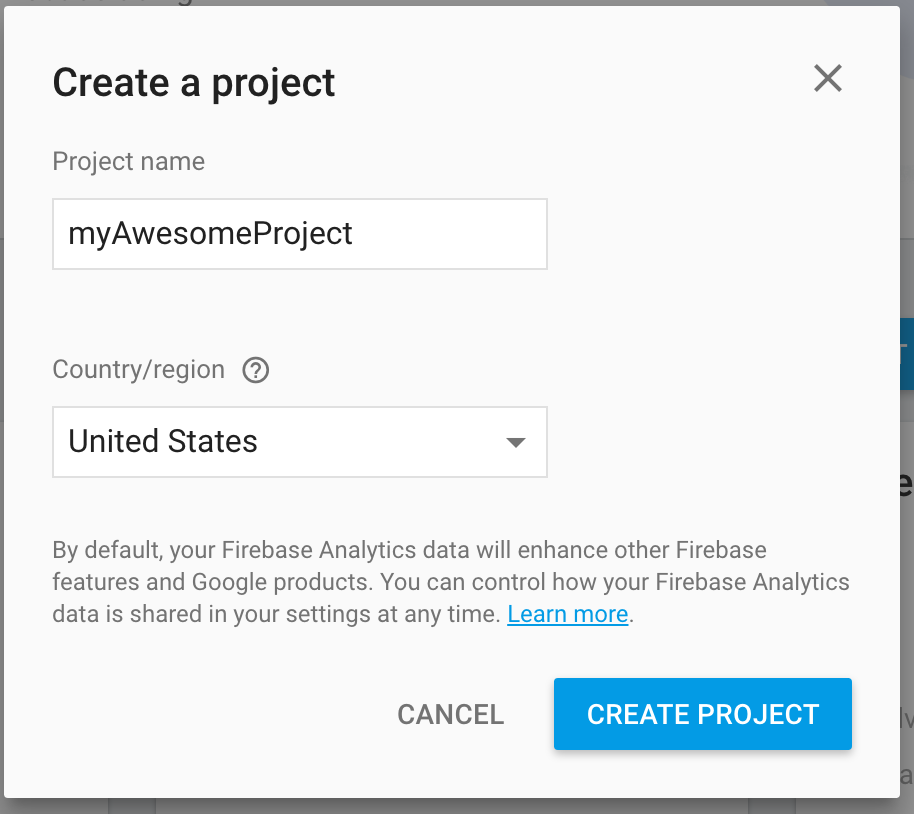 Create a project
Project name
myAwesomeProject
Country/region
United States
By default, your Firebase Analytics data will enhance other Firebase
features and Google products. You can control how your Firebase Analytics
data is shared in your settings at any time. Learn more.
CANCEL
CREATE PROJECT